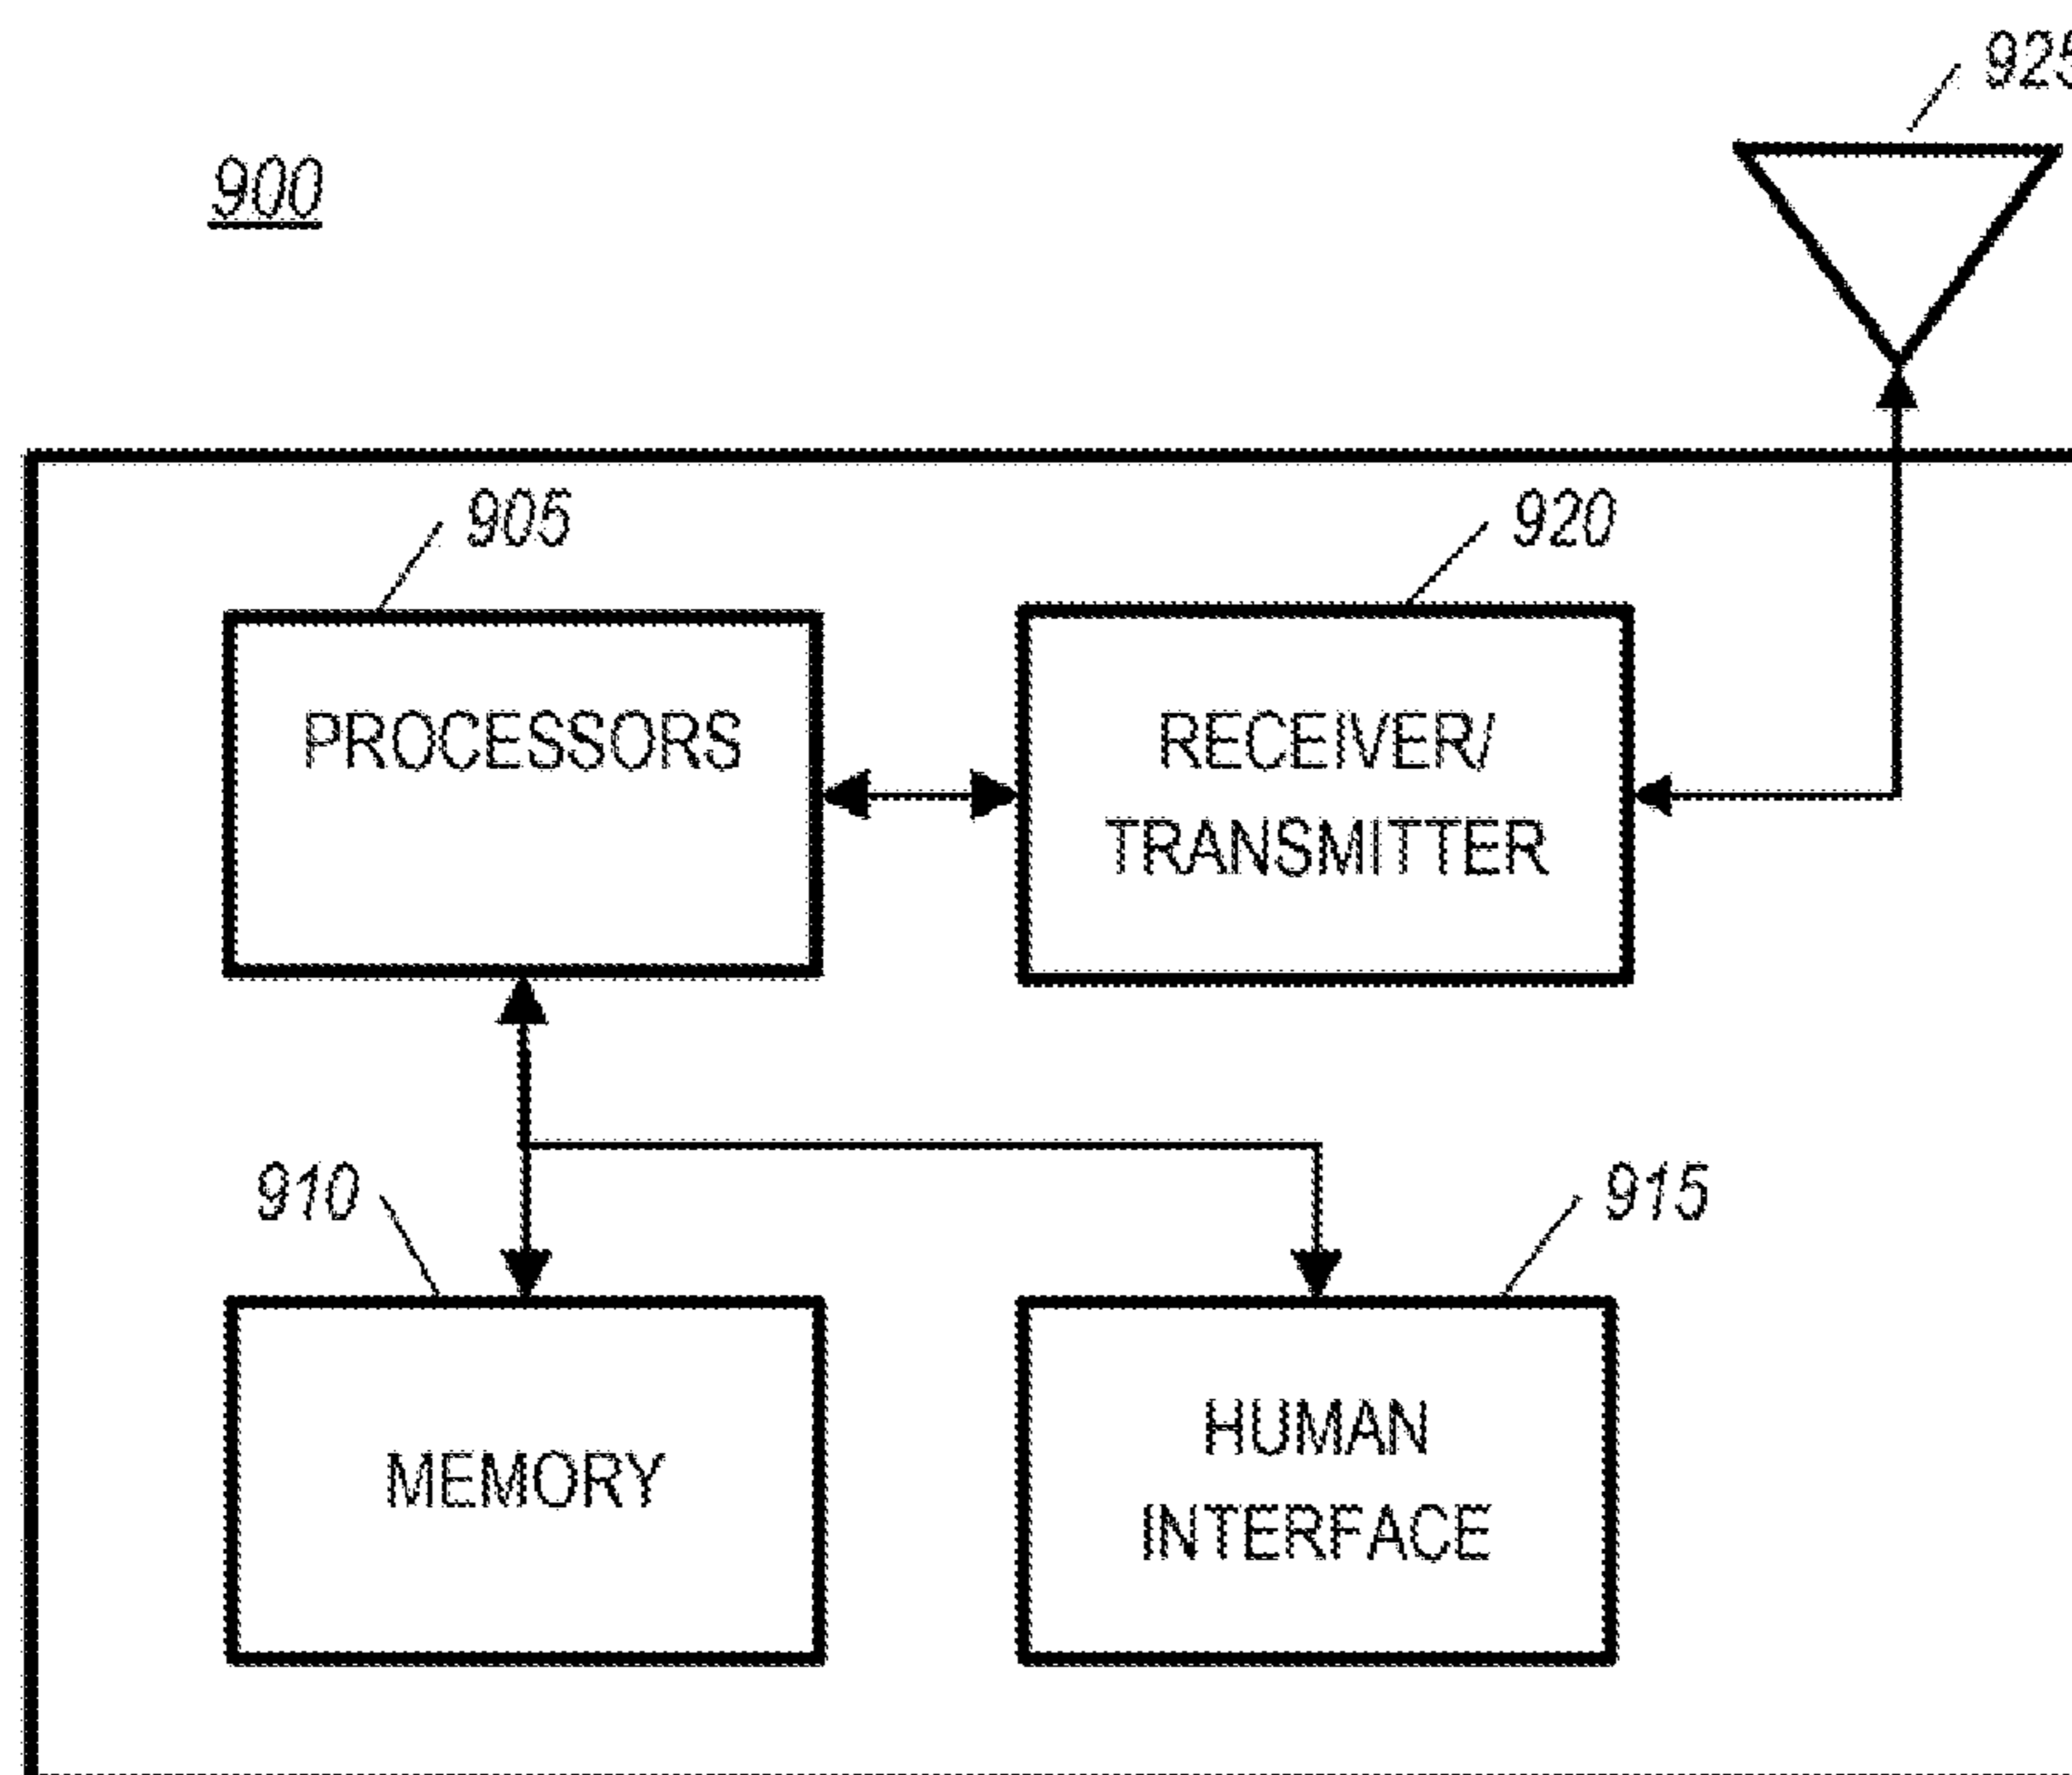 925
900
905
920
PROCESSORS
RECEIVER/
TRANSMITTER
910
915
MEMORY
HUMAN
INTERFACE